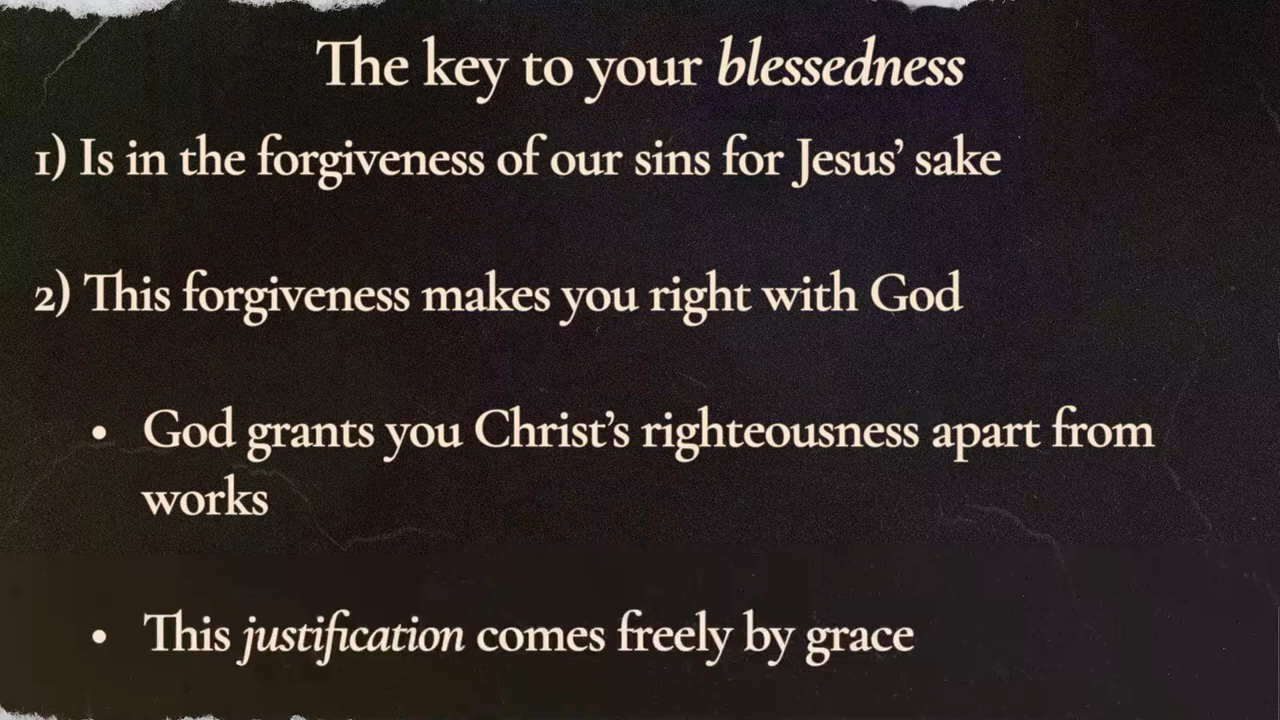 The key to your blessedness
1) Is in the forgiveness of our sins for Jesus’ sake
2) This forgiveness makes you right with God
• God grants you Christ’s righteousness apart from
works
• This justification comes freely by grace